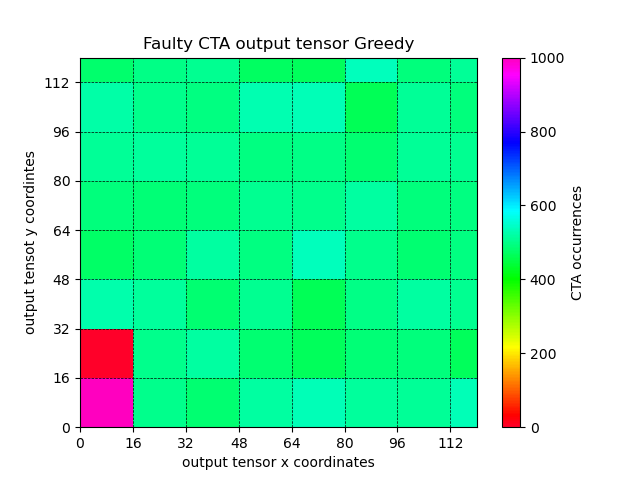 Faulty CTA output tensor Greedy
output tensot y coordintes
112
96
80
64
48
32
16
0
0 16 32 48 64 80 96 112
output tensor x coordinates
1000
800
600
400
200
0
CTA occurrences